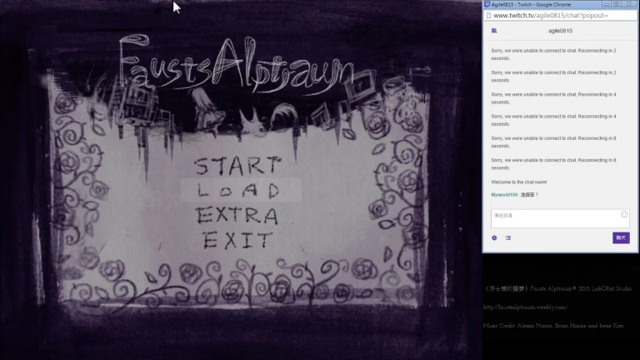 Agile0815 - Twitch - Google Chrome
www.twitch.tv/agile0815/chat?popout=
agile0815
Sorry, we were unable to connect to chat. Reconnecting in 2
seconds.
Sorry, we were unable to connect to chat. Reconnecting in 2
seconds.
Sorry, we were unable to connect to chat. Reconnecting in 4
seconds.
Sorry, we were unable to connect to chat. Reconnecting in 4
seconds.
Sorry, we were unable to connect to chat. Reconnecting in 8
seconds.
Sorry, we were unable to connect to chat. Reconnecting in 8
seconds.
Welcome to the chat room!
聊天
FaustsAlptraum
START
LOAD
EXTRA
EXIT
Fausts Alptraum© 2015 LabORat Studio
http://faustsalptraum.weebly.com/